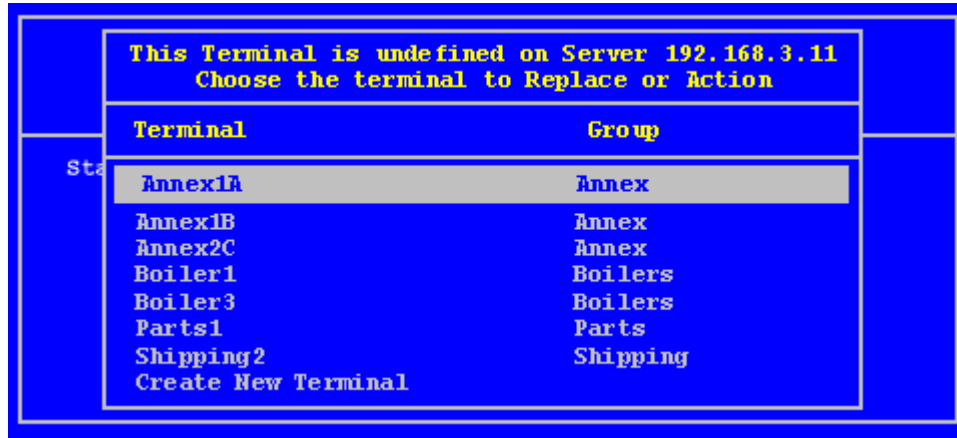 This Terminal is undefined on Server 192.168.3.11
Choose the terminal to Replace or Action
Terminal Group
Sta
Annex1A Annex
Annex1B Annex
Annex2C Annex
Boiler1 Boilers
Boiler3 Boilers
Parts1 Parts
Shipping2 Shipping
Create New Terminal